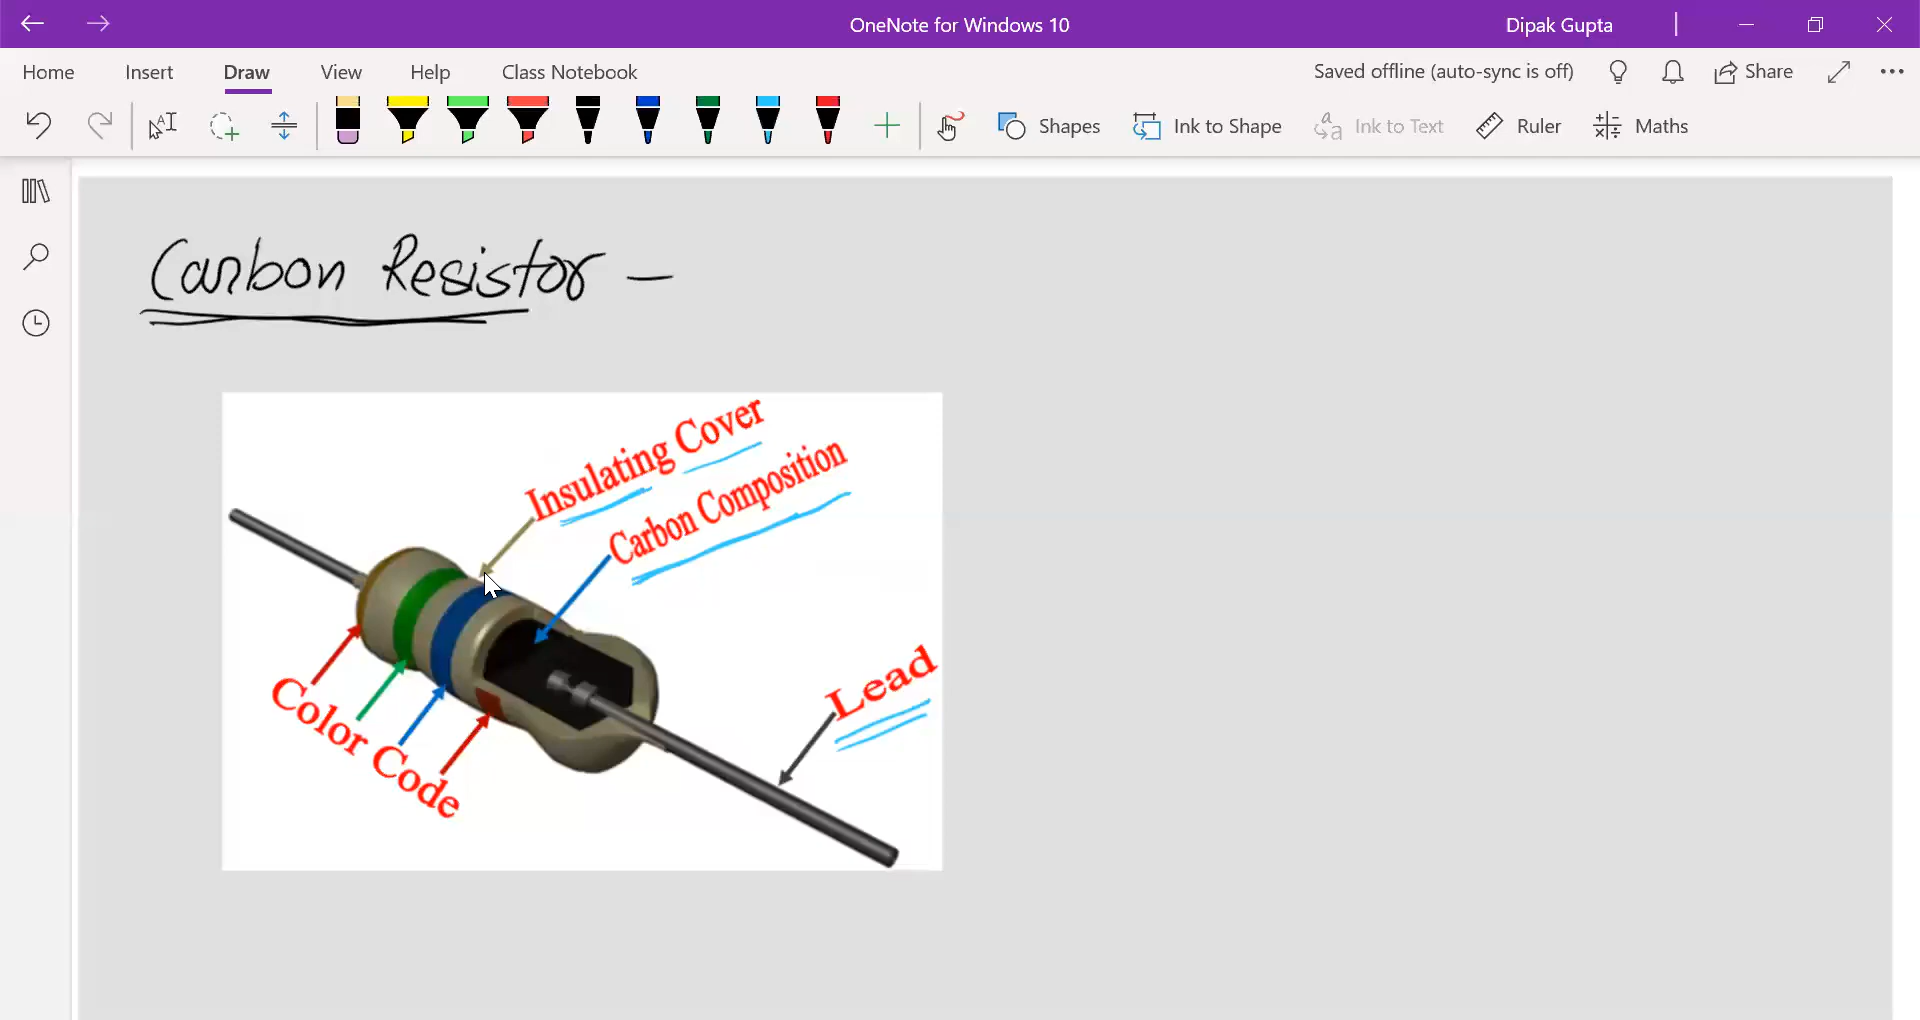 OneNote for Windows 10
Dipak Gupta
Home Insert Draw View Help Class Notebook
Saved offline (auto-sync is off) Share
Shapes Ink to Shape Ink to Text Ruler Maths
Carbon Resistor -
Insulating Cover
Carbon Composition
Lead
Color Code